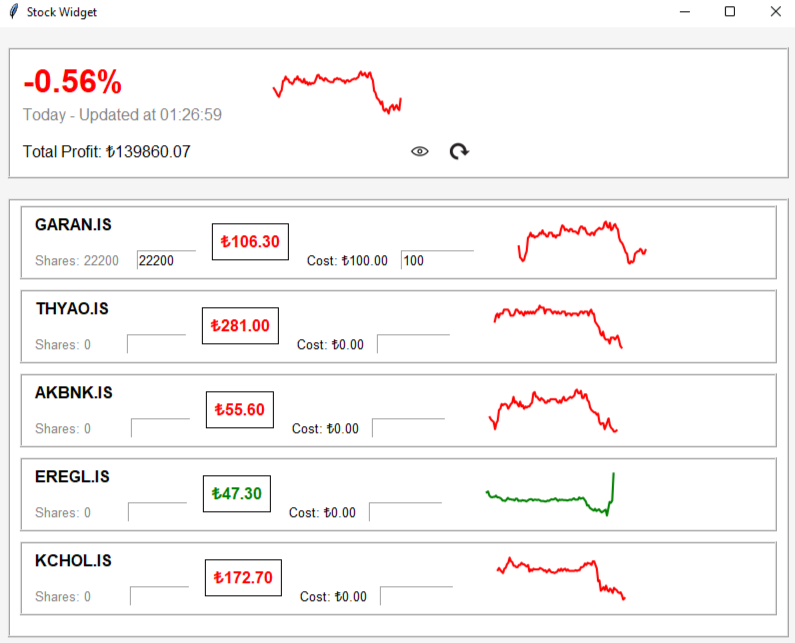 Stock Widget
-0.56%
Today - Updated at 01:26:59
Total Profit: ₺139860.07
GARAN.IS
₺106.30
Shares: 22200 22200 Cost: ₺100.00 100
THYAO.IS
₺281.00
Shares: 0 Cost: ₺0.00
AKBNK.IS
₺55.60
Shares: 0 Cost: ₺0.00
EREGL.IS
₺47.30
Shares: 0 Cost: ₺0.00
KCHOL.IS
₺172.70
Shares: 0 Cost: ₺0.00